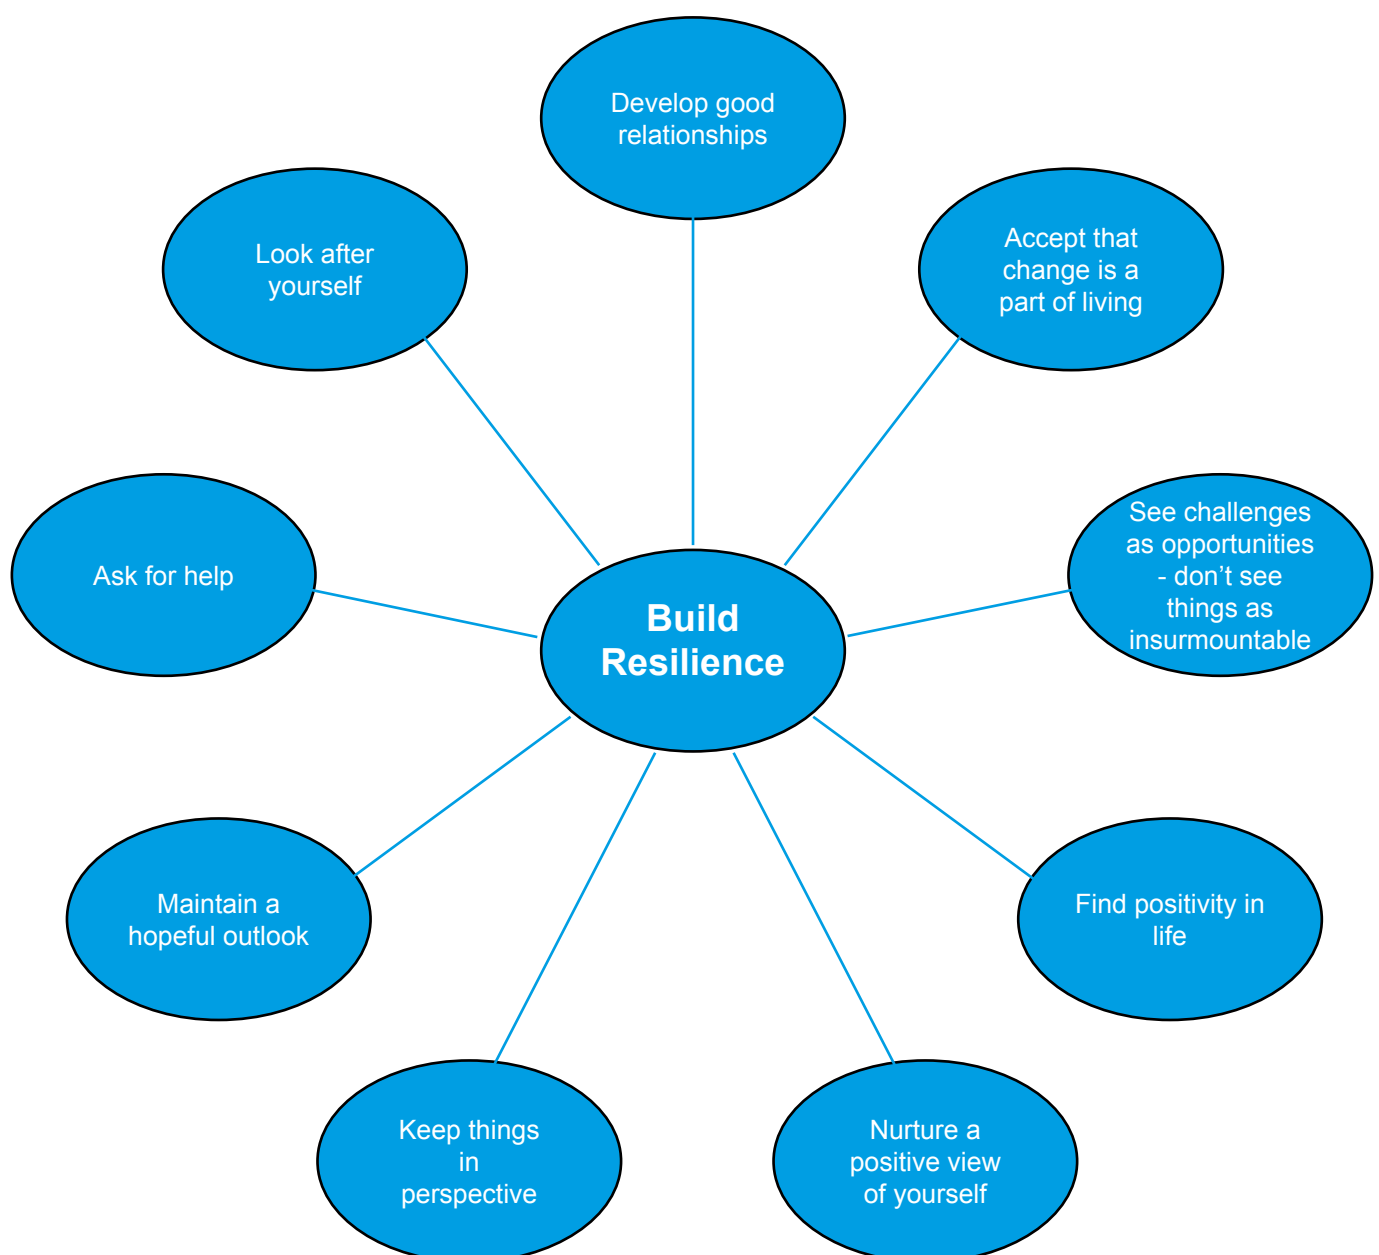 Develop good
relationships
Accept that
change is a
part of living
See challenges
as opportunities
- don’t see
things as
insurmountable
Find positivity in
life
Nurture a
positive view
of yourself
Keep things
in
perspective
Maintain a
hopeful outlook
Ask for help
Look after
yourself
Build
Resilience